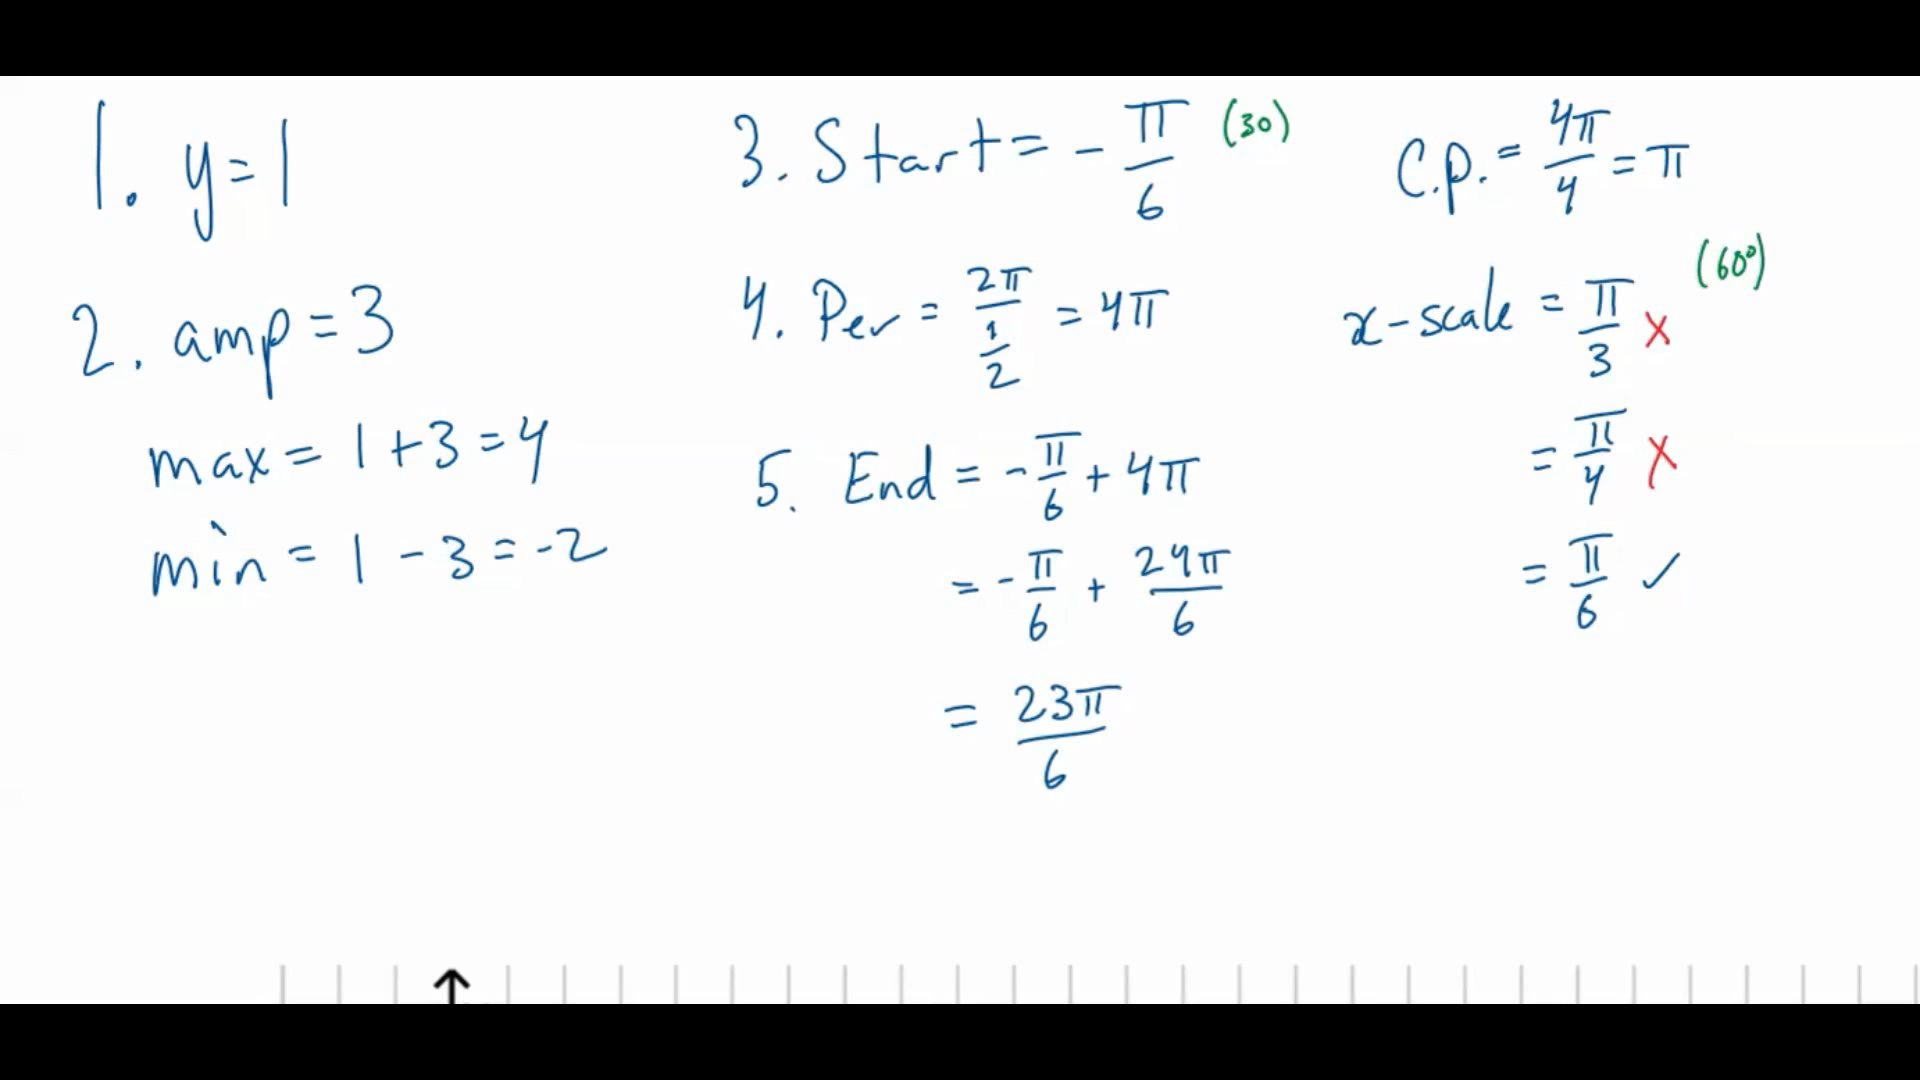 1. y = 1
2. amp = 3
max = 1 + 3 = 4
min = 1 - 3 = -2
3. Start = - π/6 (30)
4. Per = 2π/(1/2) = 4π
5. End = - π/6 + 4π
= - π/6 + 24π/6
= 23π/6
C.p. = 4π/4 = π
x-scale = π/3 x (60°)
= π/4 x
= π/6 ✓